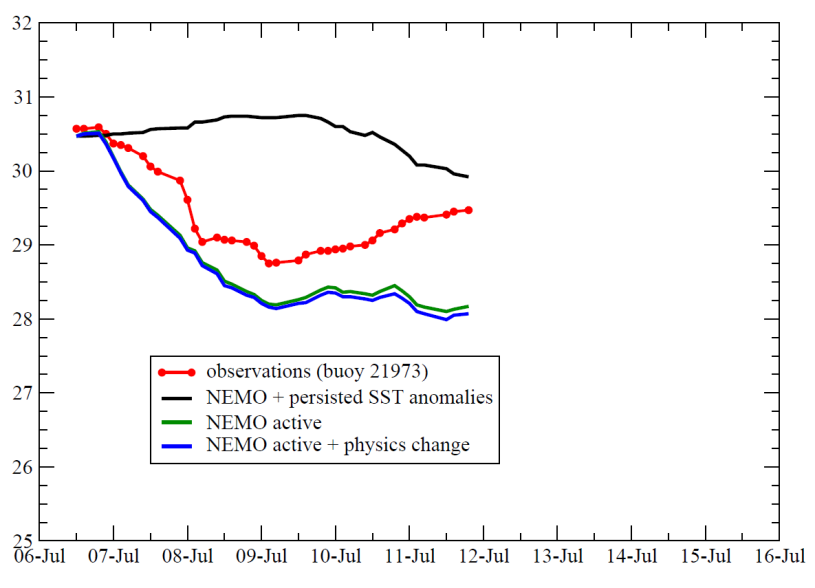 32
31
30
29
28
27
26
25
observations (buoy 21973)
NEMO + persisted SST anomalies
NEMO active
NEMO active + physics change
06-Jul 07-Jul 08-Jul 09-Jul 10-Jul 11-Jul 12-Jul 13-Jul 14-Jul 15-Jul 16-Jul